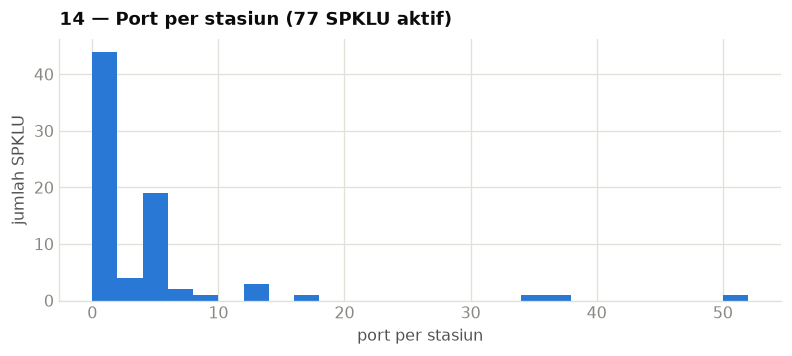 14 — Port per stasiun (77 SPKLU aktif)
jumlah SPKLU
40
30
20
10
0
0 10 20 30 40 50
port per stasiun